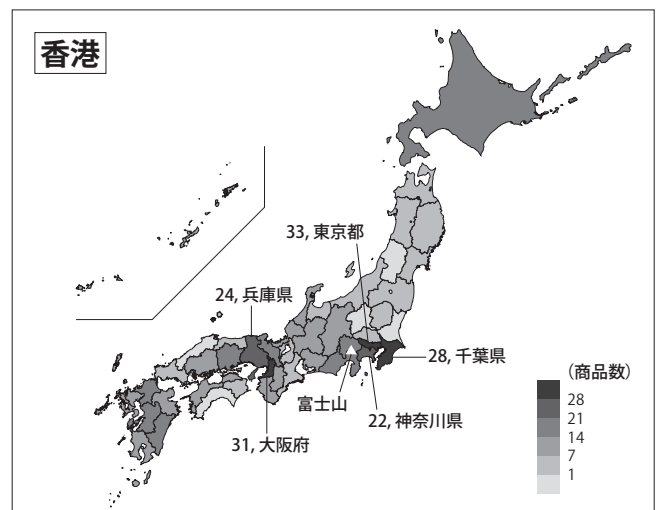 香港
33, 東京都
24, 兵庫県
28, 千葉県
富士山
22, 神奈川県
31, 大阪府
(商品数)
28
21
14
7
1